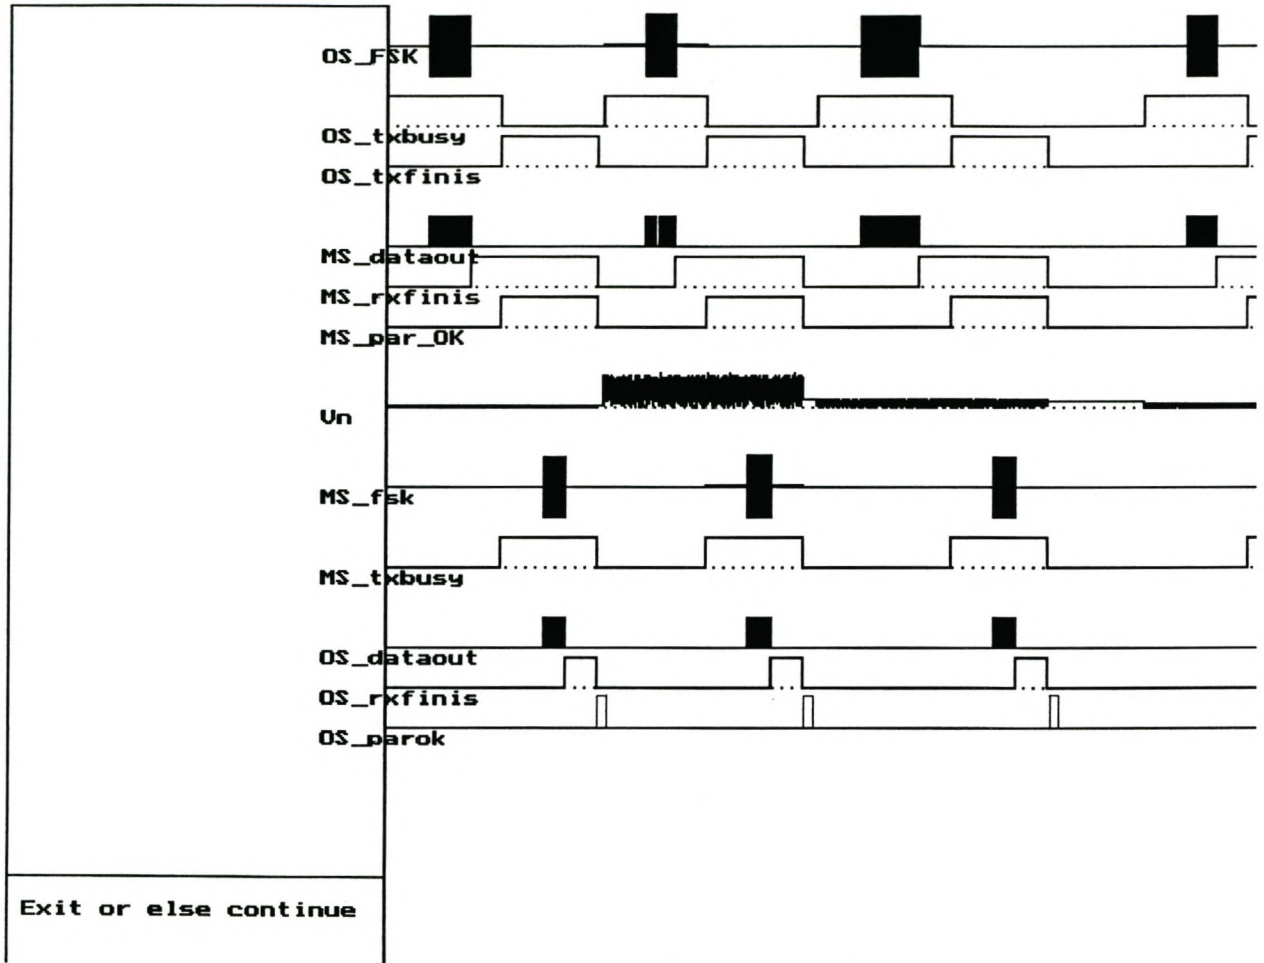 OS_FSK
OS_txbusy
OS_txfinis
MS_dataout
MS_rxfinis
MS_par_OK
Vn
MS_fsk
MS_txbusy
OS_dataout
OS_rxfinis
OS_parok
Exit or else continue